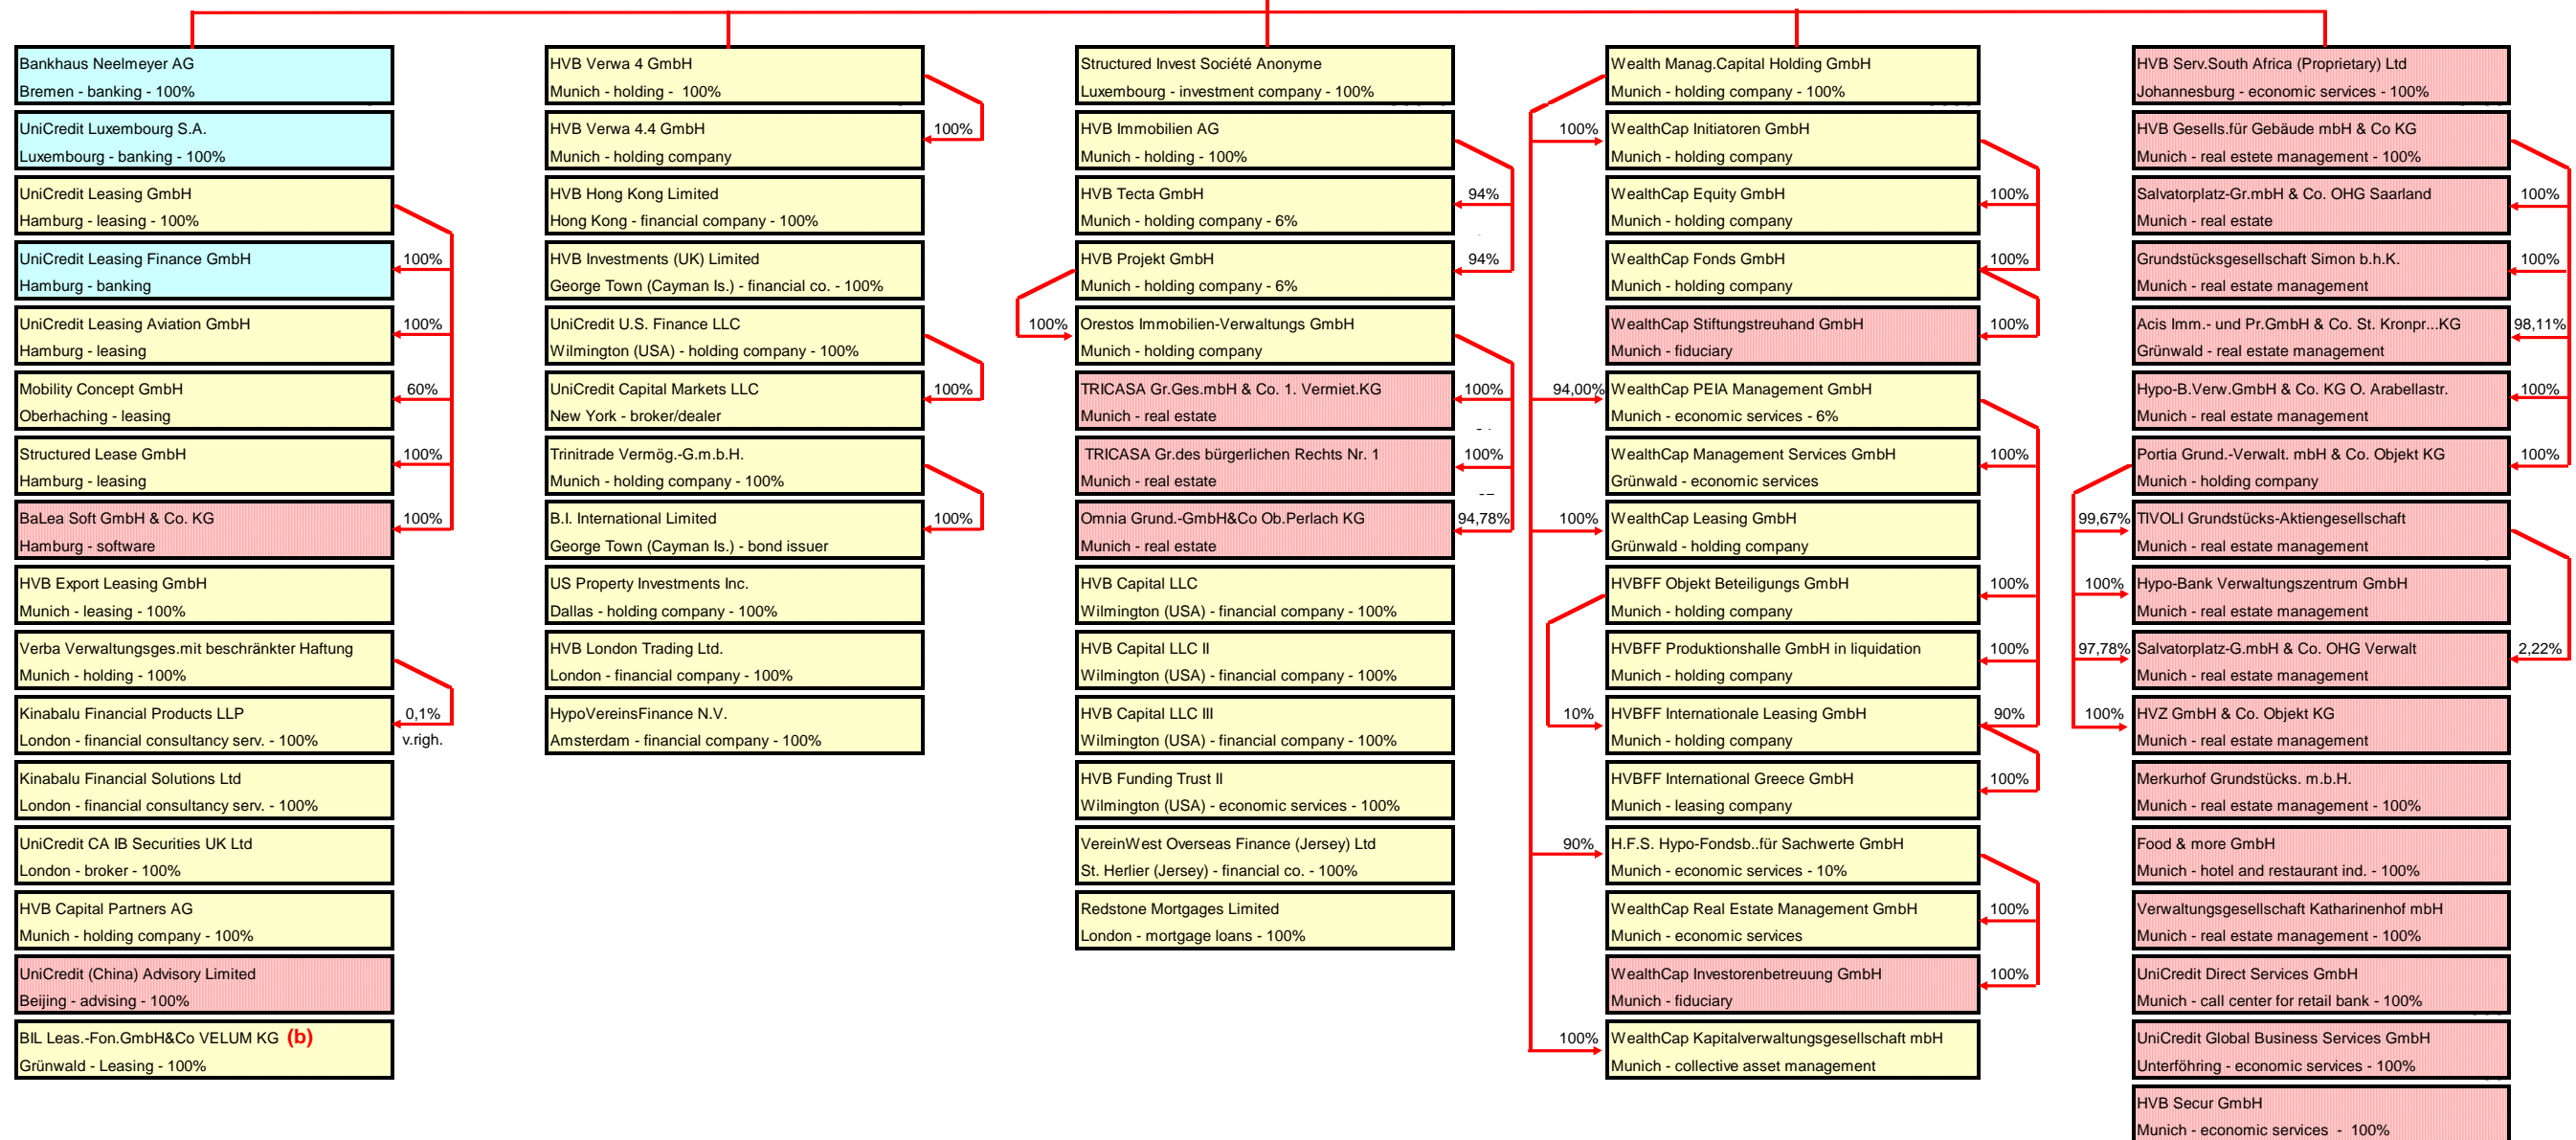 Bankhaus Neelmeyer AG
Bremen - banking - 100%
UniCredit Luxembourg S.A.
Luxembourg - banking - 100%
UniCredit Leasing GmbH
Hamburg - leasing - 100%
UniCredit Leasing Finance GmbH
Hamburg - banking
100%
UniCredit Leasing Aviation GmbH
Hamburg - leasing
100%
Mobility Concept GmbH
Oberhaching - leasing
60%
Structured Lease GmbH
Hamburg - leasing
100%
BaLea Soft GmbH & Co. KG
Hamburg - software
100%
HVB Export Leasing GmbH
Munich - leasing - 100%
Verba Verwaltungsges.mit beschränkter Haftung
Munich - holding - 100%
Kinabalu Financial Products LLP
London - financial consultancy serv. - 100%
0,1%
v.righ.
Kinabalu Financial Solutions Ltd
London - financial consultancy serv. - 100%
UniCredit CA IB Securities UK Ltd
London - broker - 100%
HVB Capital Partners AG
Munich - holding company - 100%
UniCredit (China) Advisory Limited
Beijing - advising - 100%
BIL Leas.-Fon.GmbH&Co VELUM KG (b)
Grünwald - Leasing - 100%
HVB Verwa 4 GmbH
Munich - holding - 100%
HVB Verwa 4.4 GmbH
Munich - holding company
100%
HVB Hong Kong Limited
Hong Kong - financial company - 100%
HVB Investments (UK) Limited
George Town (Cayman Is.) - financial co. - 100%
UniCredit U.S. Finance LLC
Wilmington (USA) - holding company - 100%
UniCredit Capital Markets LLC
New York - broker/dealer
100%
Trinitrade Vermög.-G.m.b.H.
Munich - holding company - 100%
B.I. International Limited
George Town (Cayman Is.) - bond issuer
100%
US Property Investments Inc.
Dallas - holding company - 100%
HVB London Trading Ltd.
London - financial company - 100%
HypoVereinsFinance N.V.
Amsterdam - financial company - 100%
Structured Invest Société Anonyme
Luxembourg - investment company - 100%
HVB Immobilien AG
Munich - holding - 100%
HVB Tecta GmbH
Munich - holding company - 6%
94%
HVB Projekt GmbH
Munich - holding company - 6%
94%
100%
Orestos Immobilien-Verwaltungs GmbH
Munich - holding company
TRICASA Gr.Ges.mbH & Co. 1. Vermiet.KG
Munich - real estate
100%
TRICASA Gr.des bürgerlichen Rechts Nr. 1
Munich - real estate
100%
Omnia Grund.-GmbH&Co Ob.Perlach KG
Munich - real estate
94,78%
HVB Capital LLC
Wilmington (USA) - financial company - 100%
HVB Capital LLC II
Wilmington (USA) - financial company - 100%
HVB Capital LLC III
Wilmington (USA) - financial company - 100%
HVB Funding Trust II
Wilmington (USA) - economic services - 100%
VereinWest Overseas Finance (Jersey) Ltd
St. Herlier (Jersey) - financial co. - 100%
Redstone Mortgages Limited
London - mortgage loans - 100%
Wealth Manag.Capital Holding GmbH
Munich - holding company - 100%
100%
WealthCap Initiatoren GmbH
Munich - holding company
WealthCap Equity GmbH
Munich - holding company
100%
WealthCap Fonds GmbH
Munich - holding company
100%
WealthCap Stiftungstreuhand GmbH
Munich - fiduciary
100%
94,00%
WealthCap PEIA Management GmbH
Munich - economic services - 6%
WealthCap Management Services GmbH
Grünwald - economic services
100%
100%
WealthCap Leasing GmbH
Grünwald - holding company
HVBFF Objekt Beteiligungs GmbH
Munich - holding company
100%
HVBFF Produktionshalle GmbH in liquidation
Munich - holding company
100%
10%
HVBFF Internationale Leasing GmbH
Munich - holding company
90%
HVBFF International Greece GmbH
Munich - leasing company
100%
90%
H.F.S. Hypo-Fondsb..für Sachwerte GmbH
Munich - economic services - 10%
WealthCap Real Estate Management GmbH
Munich - economic services
100%
WealthCap Investorenbetreuung GmbH
Munich - fiduciary
100%
100%
WealthCap Kapitalverwaltungsgesellschaft mbH
Munich - collective asset management
HVB Serv.South Africa (Proprietary) Ltd
Johannesburg - economic services - 100%
HVB Gesells.für Gebäude mbH & Co KG
Munich - real estete management - 100%
Salvatorplatz-Gr.mbH & Co. OHG Saarland
Munich - real estate
100%
Grundstücksgesellschaft Simon b.h.K.
Munich - real estate management
100%
Acis Imm.- und Pr.GmbH & Co. St. Kronpr...KG
Grünwald - real estate management
98,11%
Hypo-B.Verw.GmbH & Co. KG O. Arabellastr.
Munich - real estate management
100%
Portia Grund.-Verwalt. mbH & Co. Objekt KG
Munich - holding company
100%
99,67%
TIVOLI Grundstücks-Aktiengesellschaft
Munich - real estate management
100%
Hypo-Bank Verwaltungszentrum GmbH
Munich - real estate management
97,78%
Salvatorplatz-G.mbH & Co. OHG Verwalt
Munich - real estate management
2,22%
100%
HVZ GmbH & Co. Objekt KG
Munich - real estate management
Merkurhof Grundstücks. m.b.H.
Munich - real estate management - 100%
Food & more GmbH
Munich - hotel and restaurant ind. - 100%
Verwaltungsgesellschaft Katharinenhof mbH
Munich - real estate management - 100%
UniCredit Direct Services GmbH
Munich - call center for retail bank - 100%
UniCredit Global Business Services GmbH
Unterföhring - economic services - 100%
HVB Secur GmbH
Munich - economic services - 100%